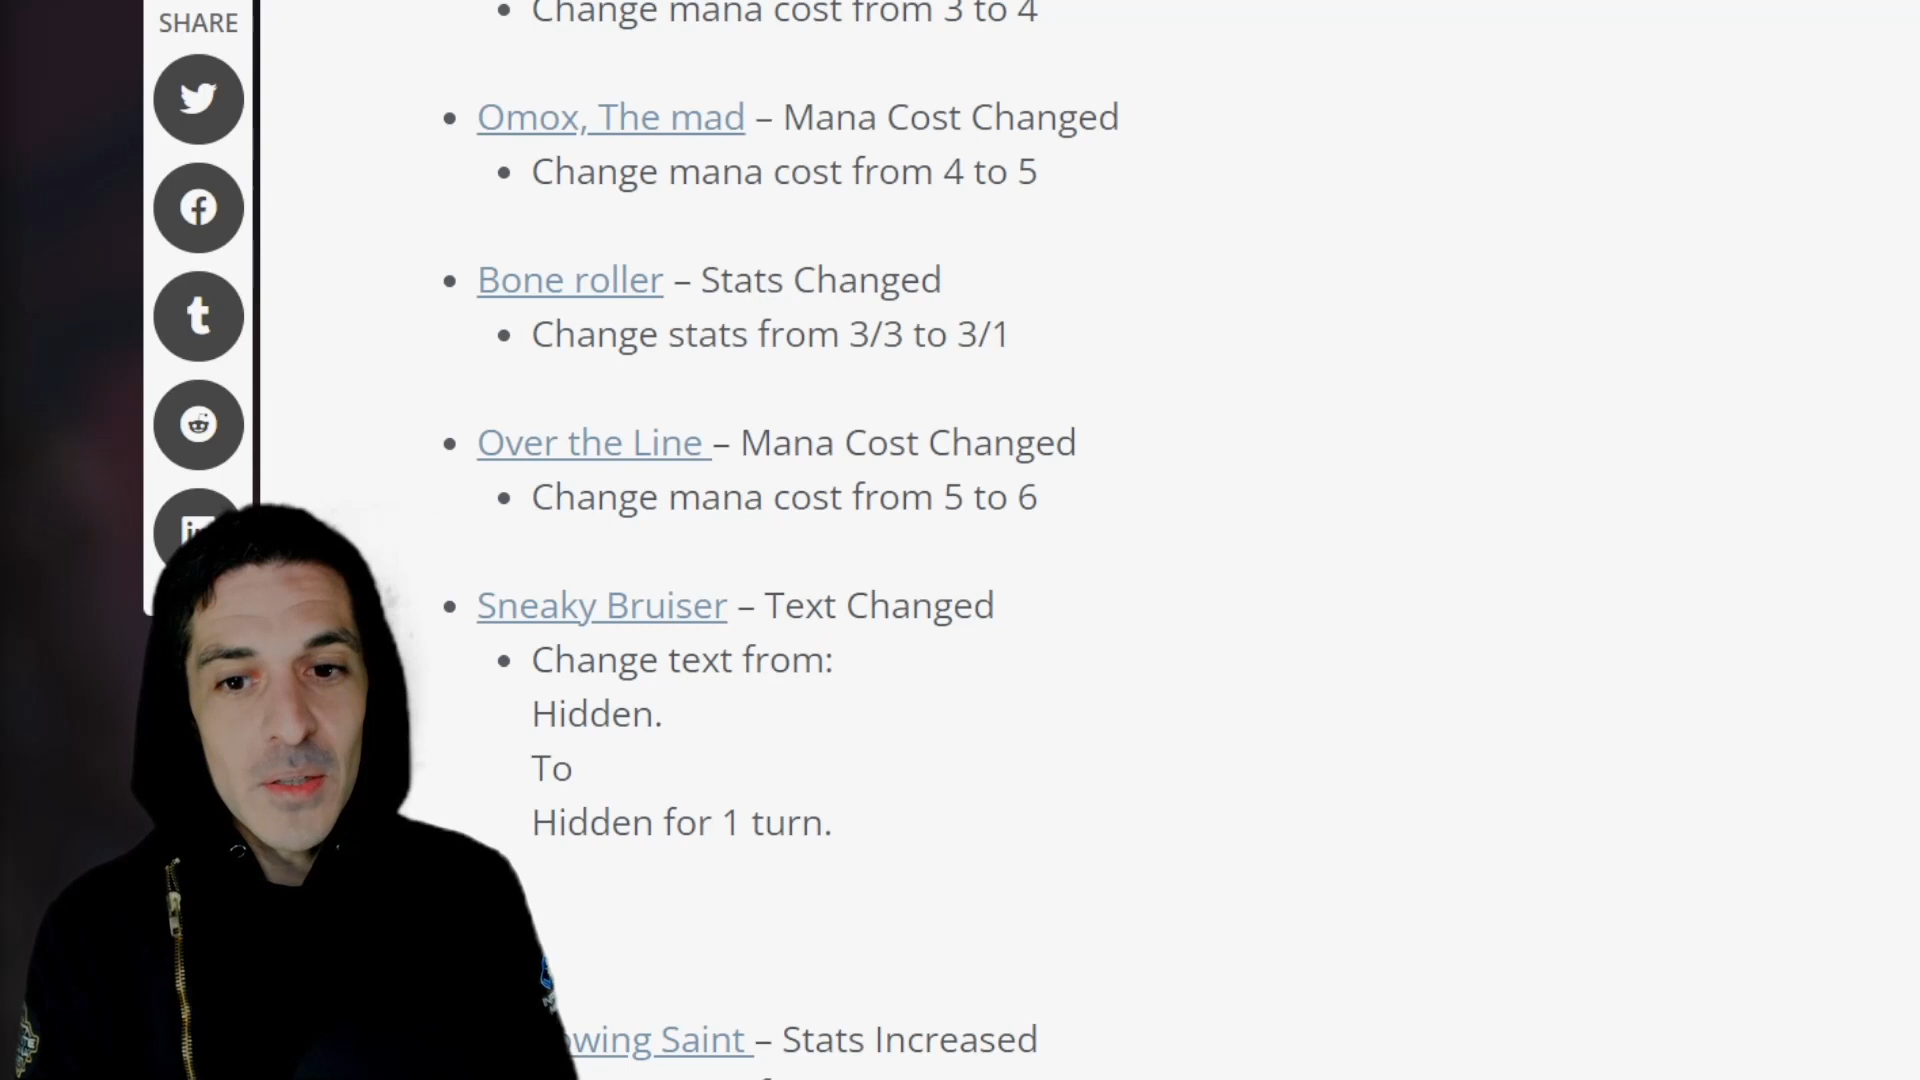 SHARE
Change mana cost from 3 to 4
Omox, The mad – Mana Cost Changed
Change mana cost from 4 to 5
Bone roller – Stats Changed
Change stats from 3/3 to 3/1
Over the Line – Mana Cost Changed
Change mana cost from 5 to 6
Sneaky Bruiser – Text Changed
Change text from:
Hidden.
To
Hidden for 1 turn.
Saint – Stats Increased